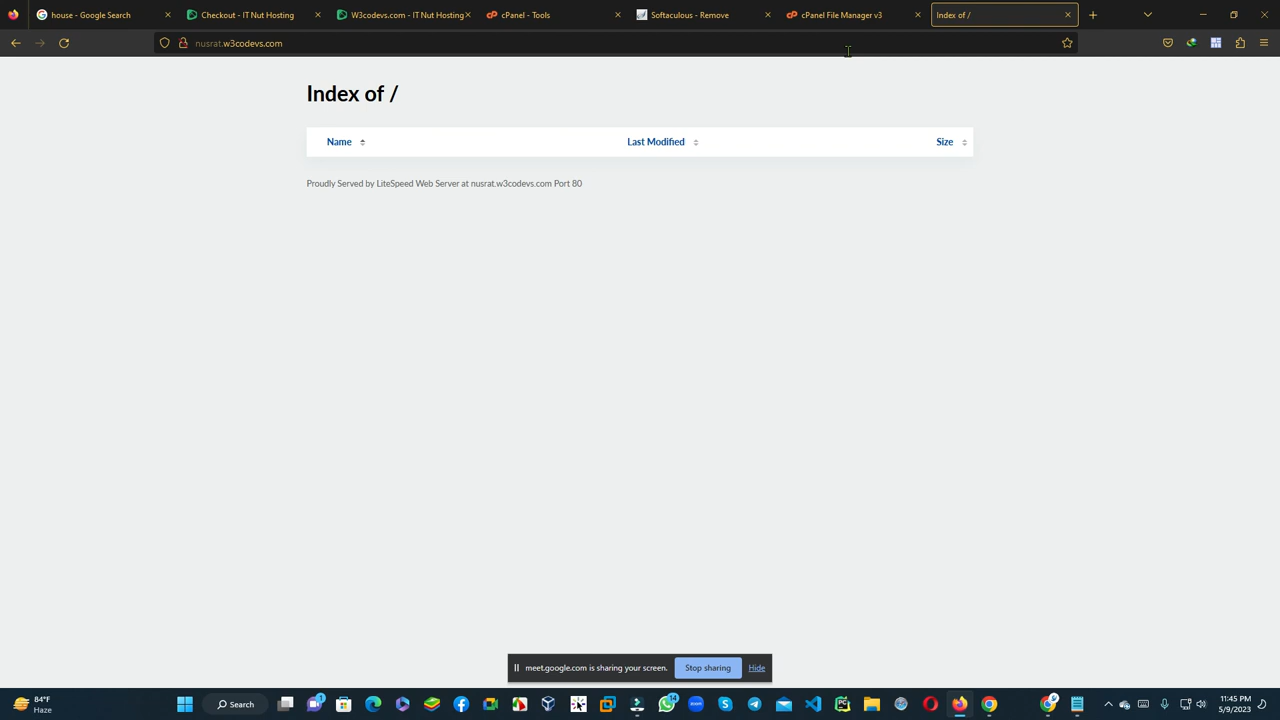 house - Google Search
Checkout - IT Nut Hosting
W3codevs.com - IT Nut Hosting
cPanel - Tools
Softaculous - Remove
cPanel File Manager v3
Index of /
nusrat.w3codevs.com
Index of /
Name
Last Modified
Size
Proudly Served by LiteSpeed Web Server at nusrat.w3codevs.com Port 80
meet.google.com is sharing your screen.
Stop sharing
Hide
84°F
Haze
Search
1
14
zoom
11:45 PM
5/9/2023